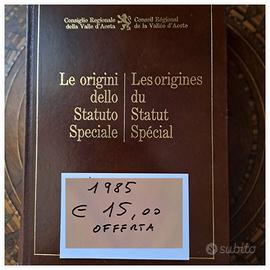 Consiglio Regionale della Valle d'Aosta
Conseil Régional de la Vallée d'Aoste
Le origini dello Statuto Speciale
Les origines du Statut Spécial
1985
€ 15,00
OFFERTA
subito